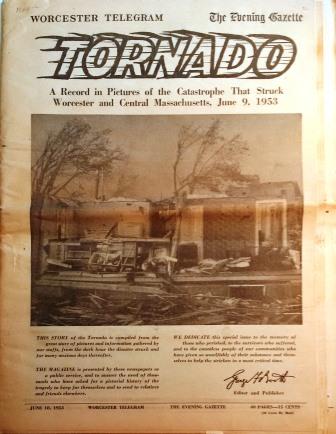 WORCESTER TELEGRAM The Evening Gazette
TORNADO
A Record in Pictures of the Catastrophe That Struck
Worcester and Central Massachusetts, June 9, 1953
THIS STORY of the Tornado is compiled from the
great store of pictures and information gathered by
our staffs, from the dark hour the disaster struck and
for many anxious days thereafter.
THE MAGAZINE is presented by these newspapers as
a public service, and to answer the need of thou-
sands who have asked for a pictorial history of the
tragedy to keep for themselves and to send to relatives
and friends elsewhere.
WE DEDICATE this special issue to the memory of
those who perished, to the survivors who suffered,
and to the countless people of our communities who
have given so unselfishly of their substance and them-
selves to help the stricken in a most critical time.
Editor and Publisher
JUNE 1953 WORCESTER TELEGRAM THE EVENING GAZETTE PAGES—15 CENTS